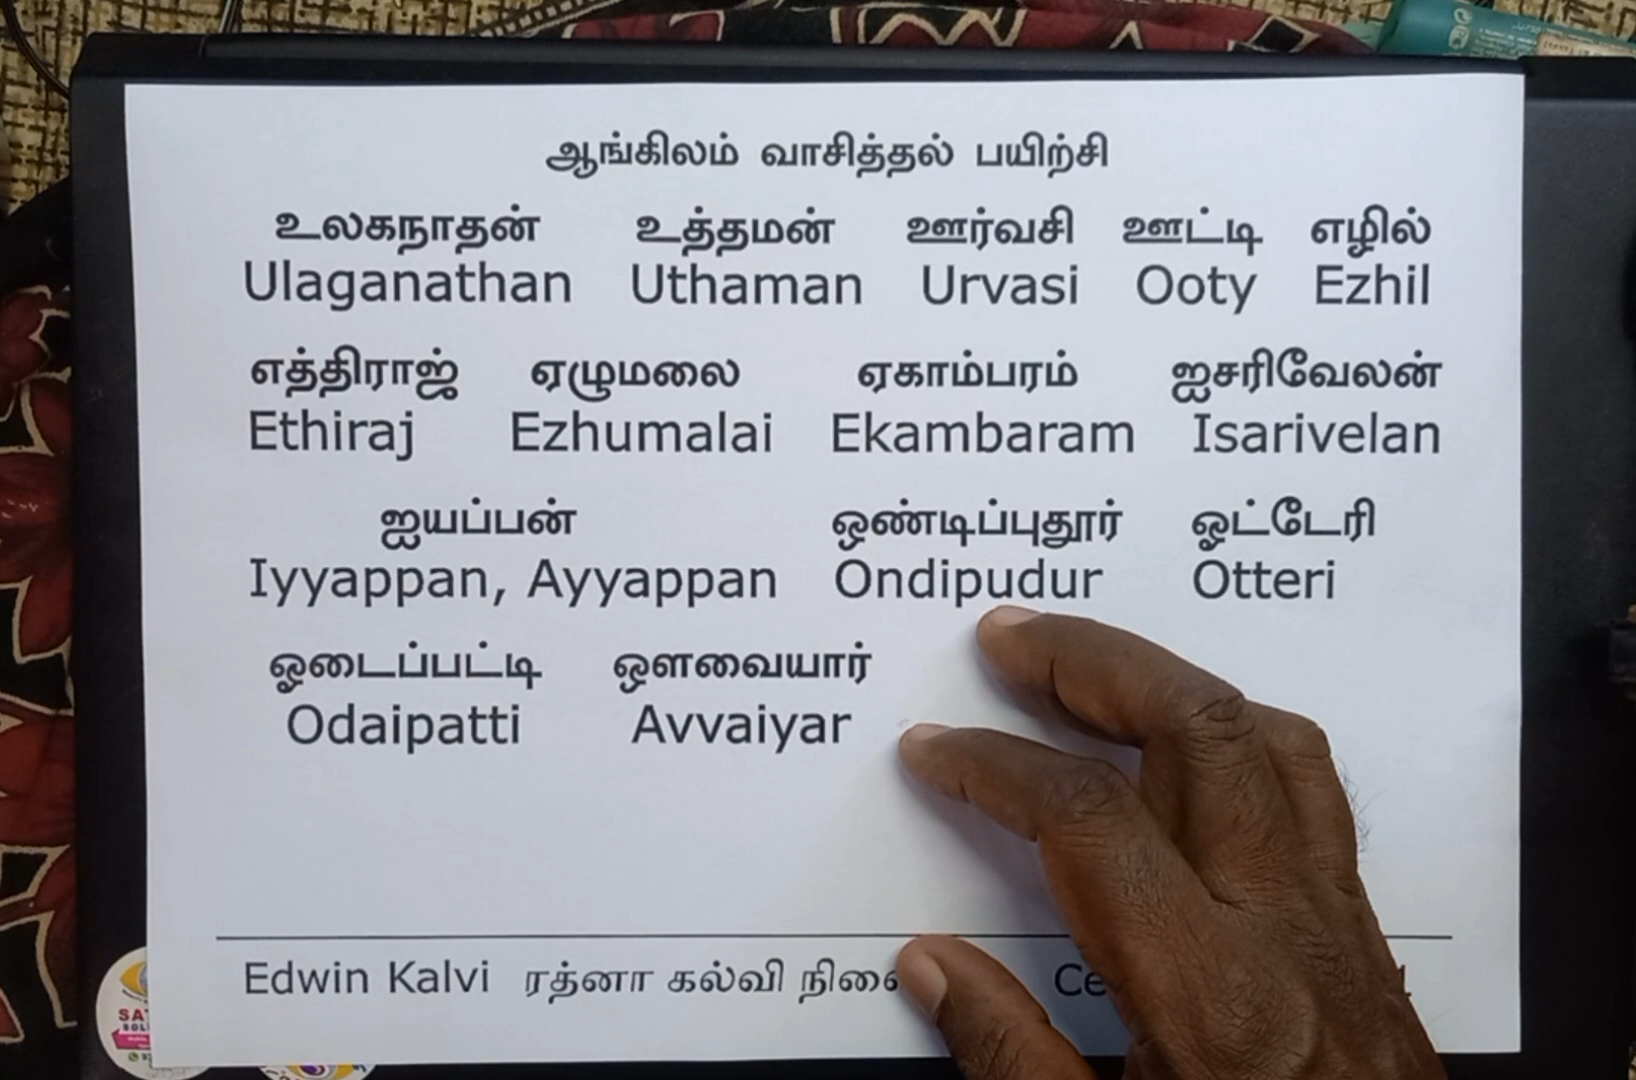 ஆங்கிலம் வாசித்தல் பயிற்சி
உலகநாதன் உத்தமன் ஊர்வசி ஊட்டி எழில்
Ulaganathan Uthaman Urvasi Ooty Ezhil
எத்திராஜ் ஏழுமலை ஏகாம்பரம் ஐசரிவேலன்
Ethiraj Ezhumalai Ekambaram Isarivelan
ஐயப்பன் ஒண்டிப்புதூர் ஓட்டேரி
Iyyappan, Ayyappan Ondipudur Otteri
ஓடைப்பட்டி ஔவையார்
Odaipatti Avvaiyar
Edwin Kalvi ரத்னா கல்வி